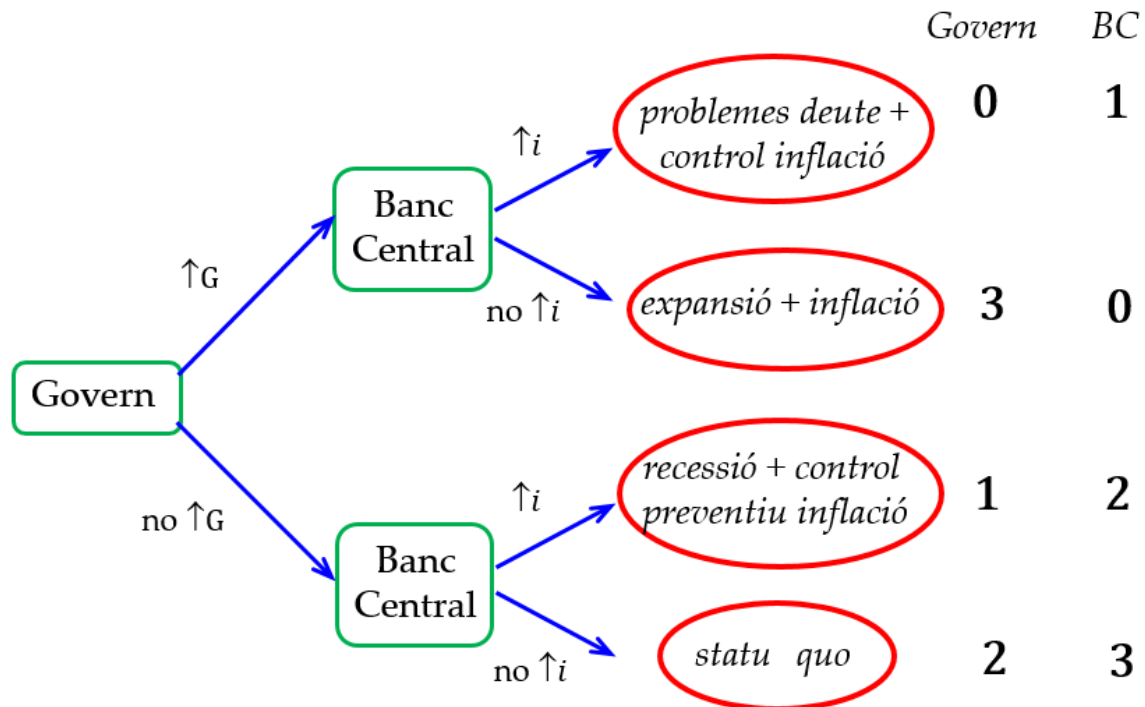 Govern BC
problemes deute +
control inflació
0 1
↑i
Banc
Central
↑G
no ↑i
expansió + inflació
3 0
Govern
no ↑G
↑i
recessió + control
preventiu inflació
1 2
Banc
Central
no ↑i
statu quo
2 3